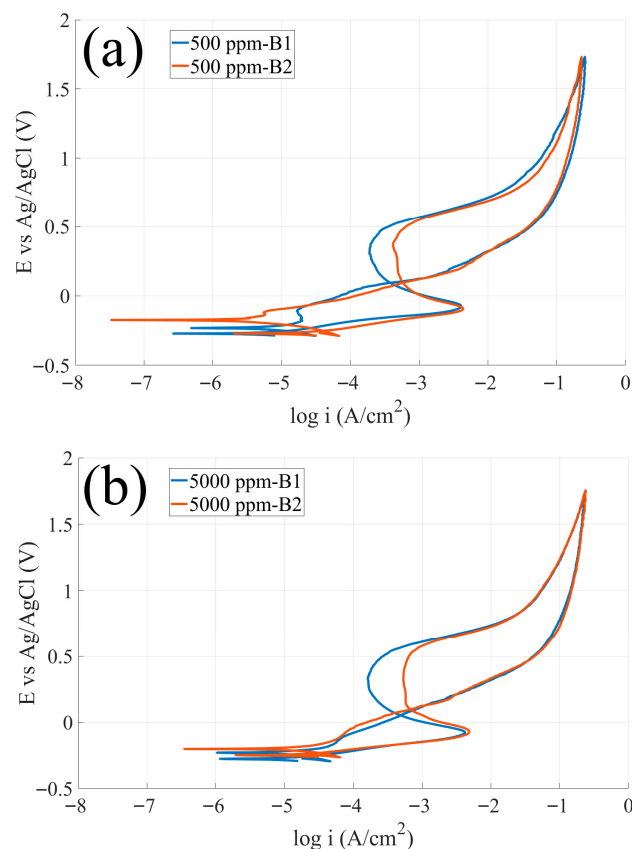 (a)
500 ppm-B1
500 ppm-B2
E vs Ag/AgCl (V)
2
1.5
1
0.5
0
−0.5
−8 −7 −6 −5 −4 −3 −2 −1 0
log i (A/cm²)
(b)
5000 ppm-B1
5000 ppm-B2
E vs Ag/AgCl (V)
2
1.5
1
0.5
0
−0.5
−8 −7 −6 −5 −4 −3 −2 −1 0
log i (A/cm²)